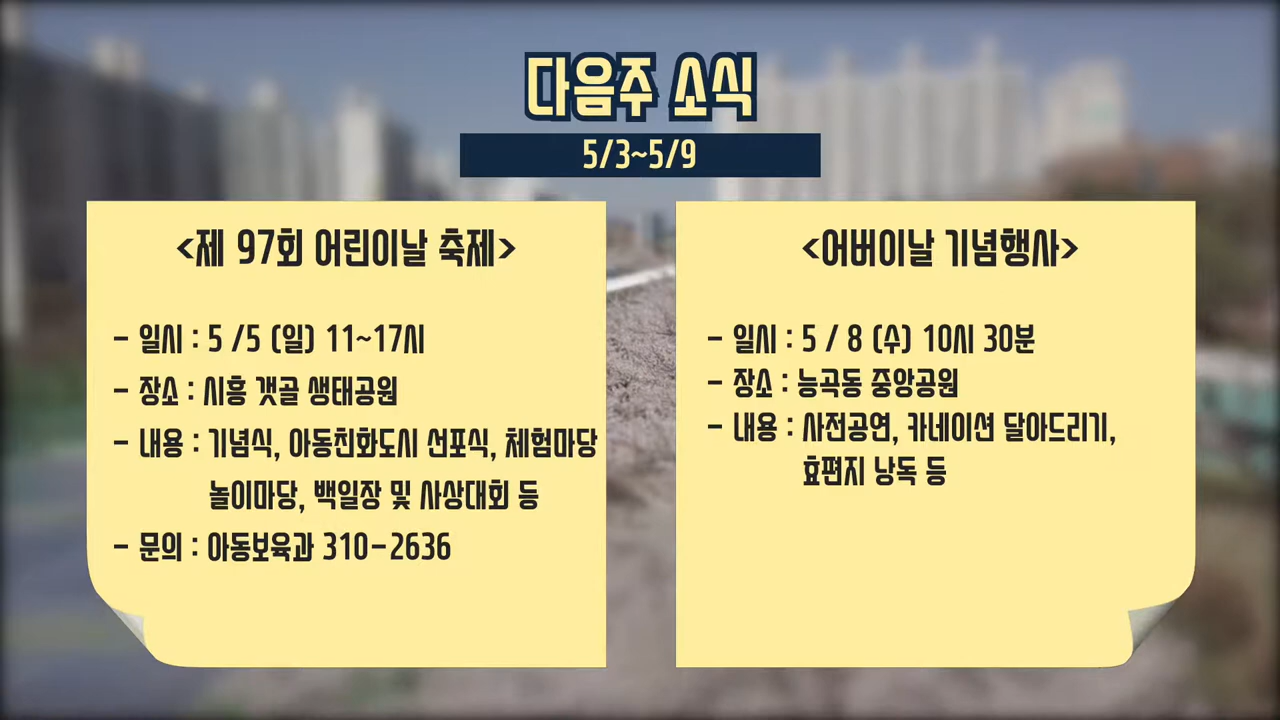 다음주 소식
5/3~5/9
<제 97회 어린이날 축제>
- 일시 : 5 /5 (일) 11~17시
- 장소 : 시흥 갯골 생태공원
- 내용 : 기념식, 아동친화도시 선포식, 체험마당
놀이마당, 백일장 및 사상대회 등
- 문의 : 아동보육과 310-2636
<어버이날 기념행사>
- 일시 : 5 / 8 (수) 10시 30분
- 장소 : 능곡동 중앙공원
- 내용 : 사전공연, 카네이션 달아드리기,
효편지 낭독 등